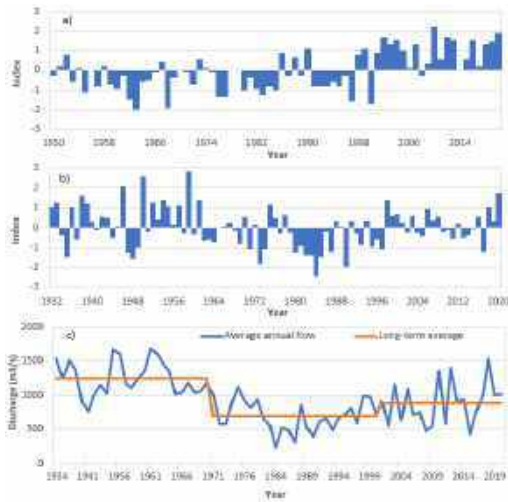 a)
3
2
1
0
-1
-2
-3
Index
1950 1958 1966 1974 1982 1990 1998 2006 2014
Year
b)
3
2
1
0
-1
-2
-3
Index
1932 1940 1948 1956 1964 1972 1980 1988 1996 2004 2012 2020
Year
c)
Average annual flow Long-term average
2000
1500
1000
500
0
Discharge (m3/s)
1934 1941 1956 1961 1966 1971 1976 1984 1989 1994 1999 2004 2009 2014 2019
Year